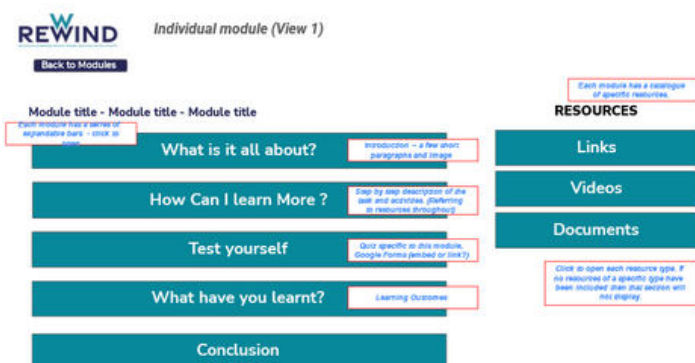 REWIND
Individual module (View 1)
Back to Modules
Each module has a catalogue
of specific resources.
Module title - Module title - Module title
RESOURCES
Each module has a series of
expandable bars - click to
open
What is it all about?
Introduction – a few short
paragraphs and image
Links
How Can I learn More ?
Step by step description of the
task and activities. (Referring
to resources throughout)
Videos
Test yourself
Quiz specific to this module,
Google Forms (embed or link?)
Documents
What have you learnt?
Learning Outcomes
Click to open each resource type. If
no resources of a specific type have
been included then that section will
not display.
Conclusion